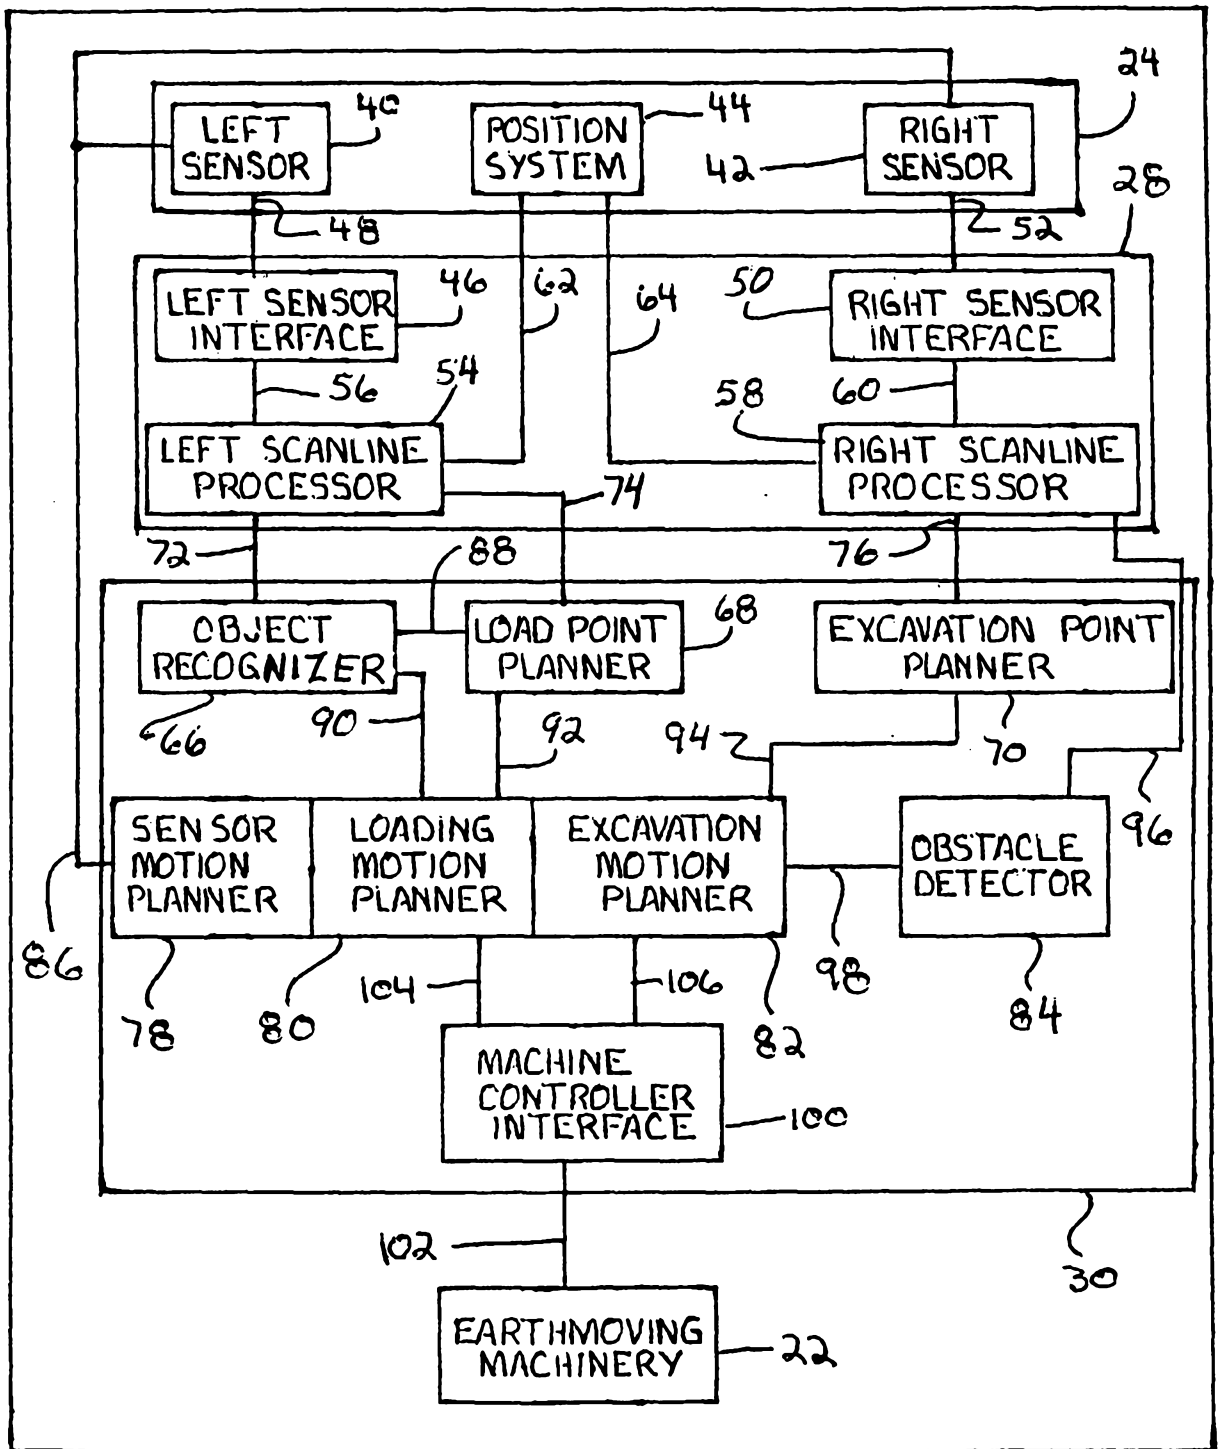 24
40
LEFT
SENSOR
POSITION
SYSTEM
44
42
RIGHT
SENSOR
28
48
52
LEFT SENSOR
INTERFACE
46
62
64
50
RIGHT SENSOR
INTERFACE
56
54
60
58
LEFT SCANLINE
PROCESSOR
RIGHT SCANLINE
PROCESSOR
74
72
88
76
OBJECT
RECOGNIZER
LOAD POINT
PLANNER
68
EXCAVATION POINT
PLANNER
66
90
92
94
70
96
SENSOR
MOTION
PLANNER
LOADING
MOTION
PLANNER
EXCAVATION
MOTION
PLANNER
OBSTACLE
DETECTOR
86
78
80
104
106
82
98
84
MACHINE
CONTROLLER
INTERFACE
100
102
30
EARTHMOVING
MACHINERY
22